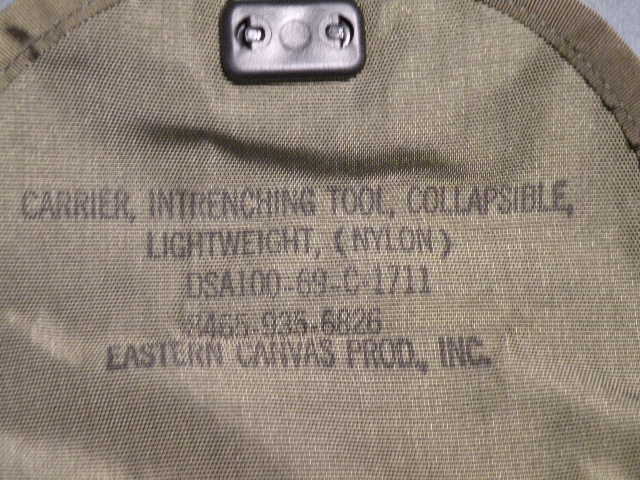 CARRIER, INTRENCHING TOOL, COLLAPSIBLE,
LIGHTWEIGHT, (NYLON)
DSA100-69-C-1711
8465-935-6826
EASTERN CANVAS PROD., INC.